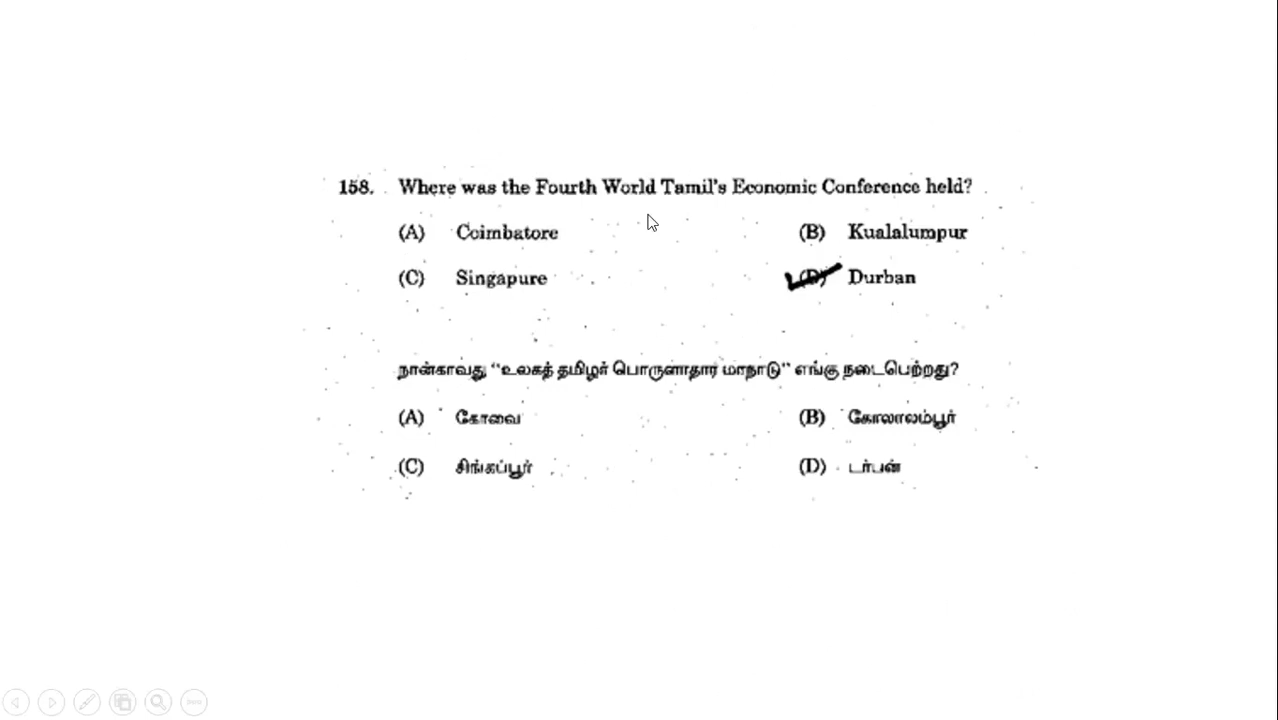 158. Where was the Fourth World Tamil's Economic Conference held?
(A) Coimbatore (B) Kualalumpur
(C) Singapure (D) Durban
நான்காவது “உலகத் தமிழர் பொருளாதார மாநாடு” எங்கு நடைபெற்றது?
(A) கோவை (B) கோலாலம்பூர்
(C) சிங்கப்பூர் (D) டர்பன்